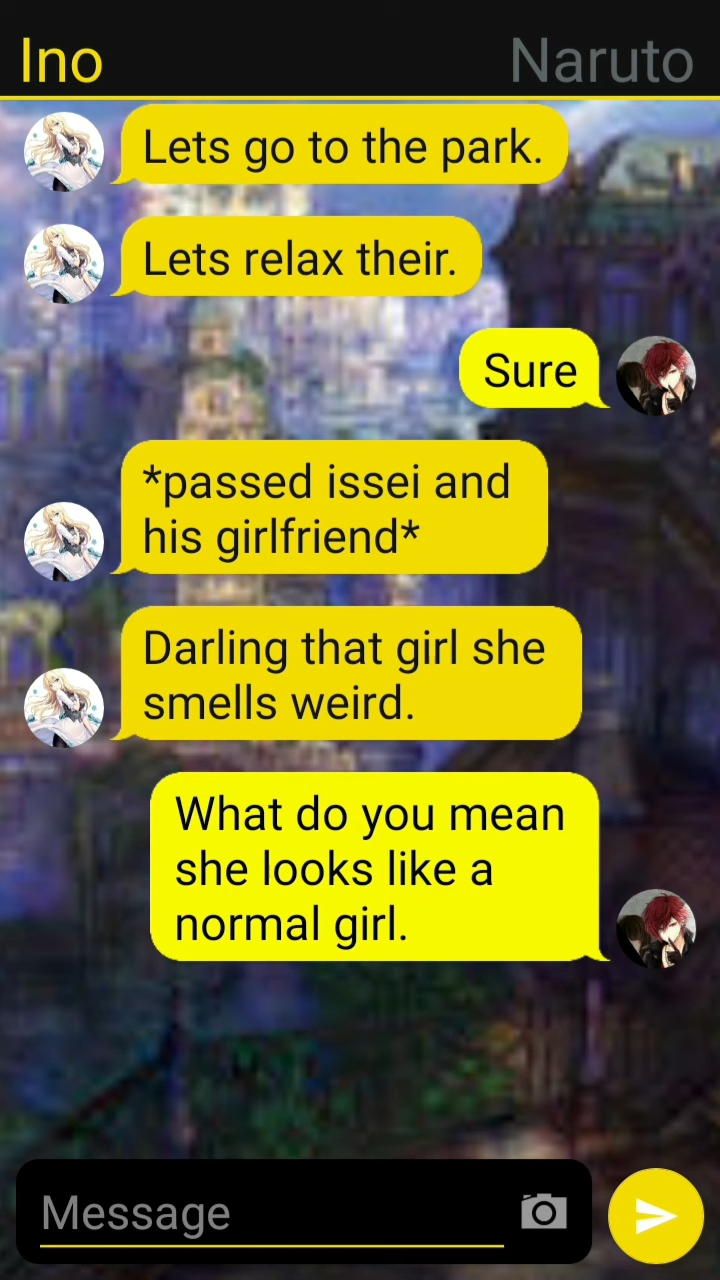 Ino Naruto
Lets go to the park.
Lets relax their.
Sure
*passed issei and
his girlfriend*
Darling that girl she
smells weird.
What do you mean
she looks like a
normal girl.
Message